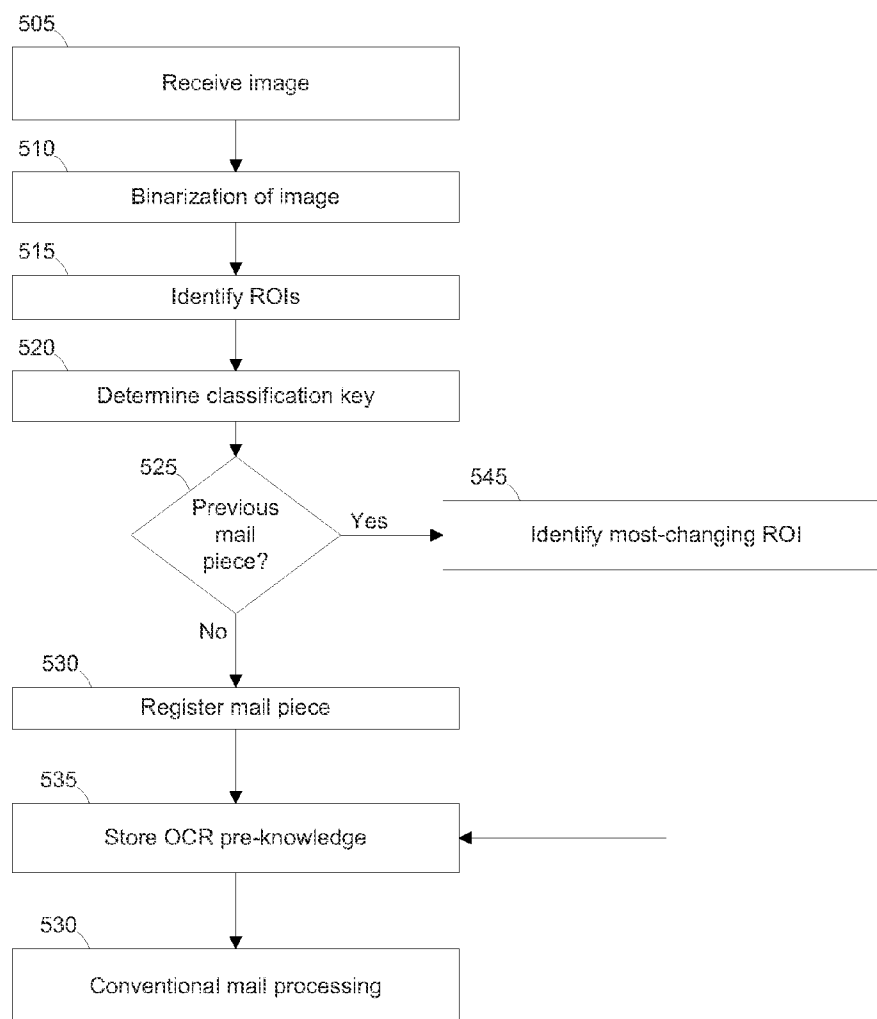 505
Receive image
510
Binarization of image
515
Identify ROIs
520
Determine classification key
525
Previous
mail
piece?
Yes
545
Identify most-changing ROI
No
530
Register mail piece
535
Store OCR pre-knowledge
530
Conventional mail processing